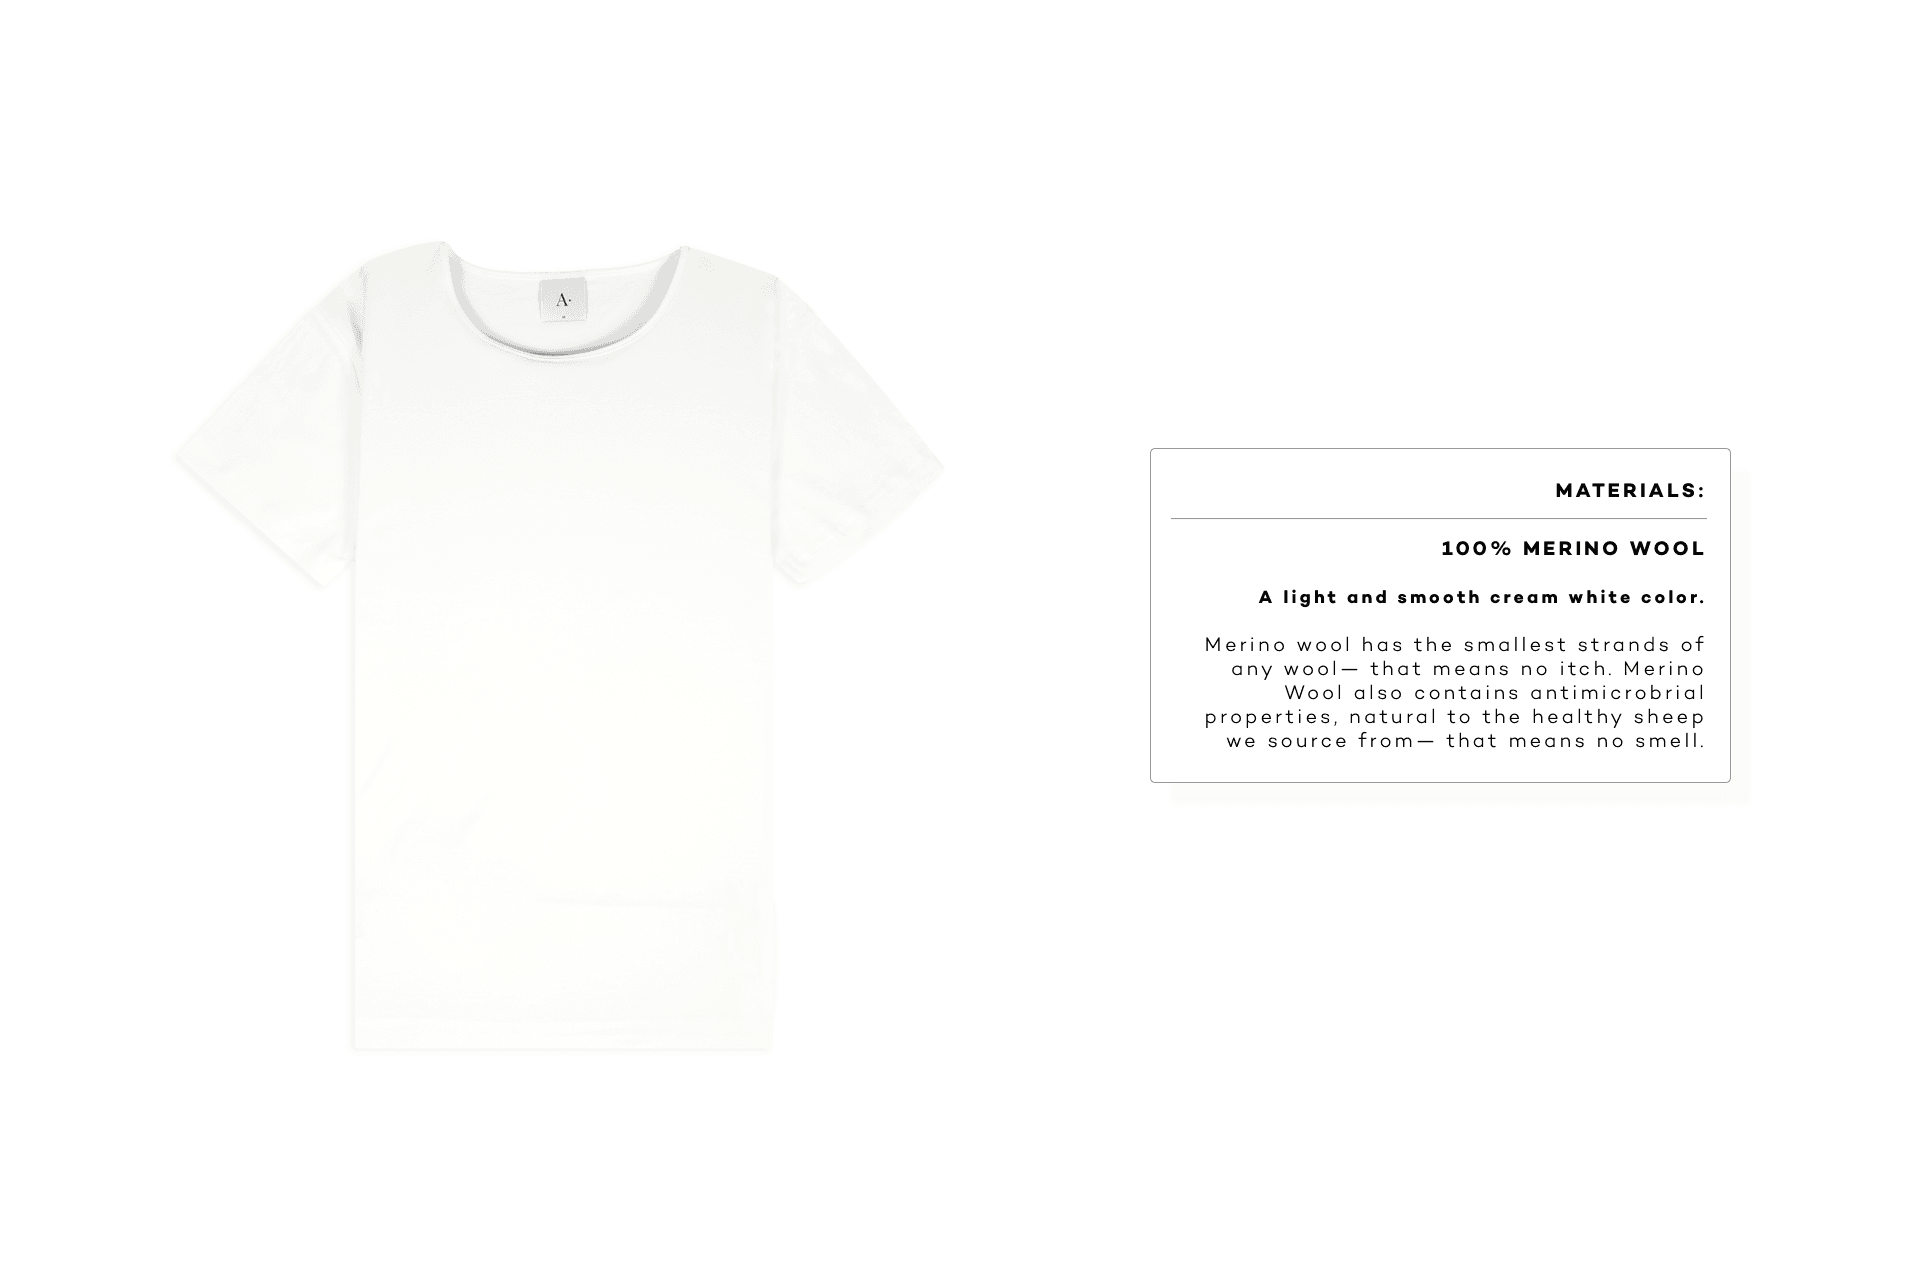 A·
MATERIALS:
100% MERINO WOOL
A light and smooth cream white color.
Merino wool has the smallest strands of
any wool— that means no itch. Merino
Wool also contains antimicrobrial
properties, natural to the healthy sheep
we source from— that means no smell.